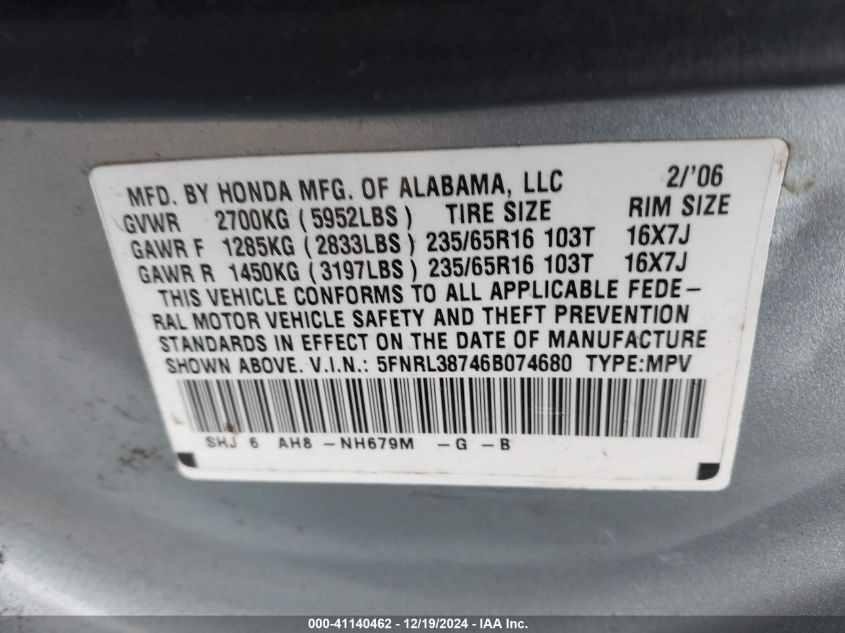 MFD. BY HONDA MFG. OF ALABAMA, LLC 2/'06
GVWR 2700KG (5952LBS) TIRE SIZE RIM SIZE
GAWR F 1285KG (2833LBS) 235/65R16 103T 16X7J
GAWR R 1450KG (3197LBS) 235/65R16 103T 16X7J
THIS VEHICLE CONFORMS TO ALL APPLICABLE FEDE-
RAL MOTOR VEHICLE SAFETY AND THEFT PREVENTION
STANDARDS IN EFFECT ON THE DATE OF MANUFACTURE
SHOWN ABOVE. V.I.N.: 5FNRL38746B074680 TYPE:MPV
SHJ 6 AH8 -NH679M -G -B
000-41140462 - 12/19/2024 - IAA Inc.